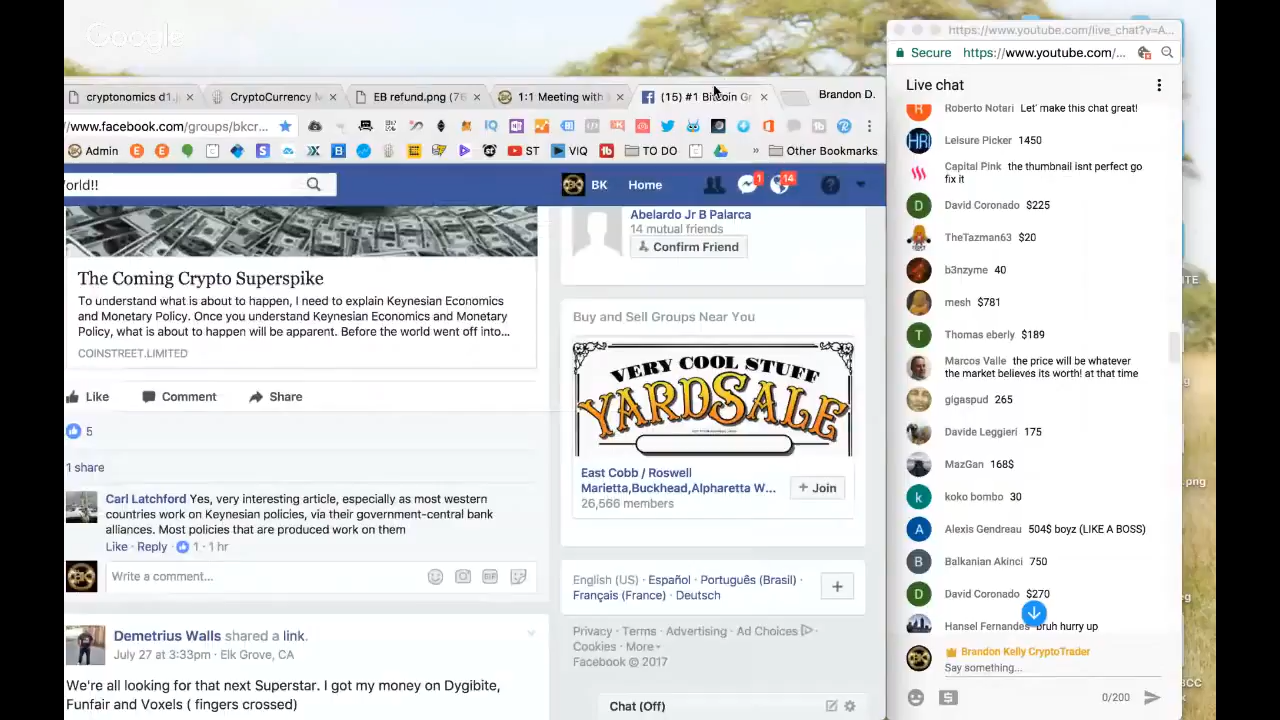 Google
https://www.youtube.com/live_chat?v=A...
Secure https://www.youtube.com/...
cryptonomics d1.
CryptoCurrency M
EB refund.png (76
1:1 Meeting with
(15) #1 Bitcoin Gr
Brandon D.
/www.facebook.com/groups/bkcr...
Admin
ST
VIQ
TO DO
»
Other Bookmarks
orld!!
BK
Home
1
14
The Coming Crypto Superspike
To understand what is about to happen, I need to explain Keynesian Economics
and Monetary Policy. Once you understand Keynesian Economics and Monetary
Policy, what is about to happen will be apparent. Before the world went off into...
COINSTREET.LIMITED
Like
Comment
Share
5
1 share
Carl Latchford Yes, very interesting article, especially as most western
countries work on Keynesian policies, via their government-central bank
alliances. Most policies that are produced work on them
Like · Reply · 1 · 1 hr
Write a comment...
GIF
Demetrius Walls shared a link.
July 27 at 3:33pm · Elk Grove, CA
We're all looking for that next Superstar. I got my money on Dygibite,
Funfair and Voxels ( fingers crossed)
Abelardo Jr B Palarca
14 mutual friends
Confirm Friend
Buy and Sell Groups Near You
VERY COOL STUFF
YARDSALE
East Cobb / Roswell
Marietta,Buckhead,Alpharetta W...
26,566 members
+ Join
English (US) · Español · Português (Brasil) ·
Français (France) · Deutsch
+
Privacy · Terms · Advertising · Ad Choices ·
Cookies · More
Facebook © 2017
Chat (Off)
Live chat
Roberto Notari Let' make this chat great!
Leisure Picker 1450
Capital Pink the thumbnail isnt perfect go
fix it
D
David Coronado $225
TheTazman63 $20
b3nzyme 40
mesh $781
T
Thomas eberly $189
Marcos Valle the price will be whatever
the market believes its worth! at that time
gigaspud 265
Davide Leggieri 175
MazGan 168$
k
koko bombo 30
A
Alexis Gendreau 504$ boyz (LIKE A BOSS)
B
Balkanian Akinci 750
D
David Coronado $270
Hansel Fernandes bruh hurry up
Brandon Kelly CryptoTrader
Say something...
0/200